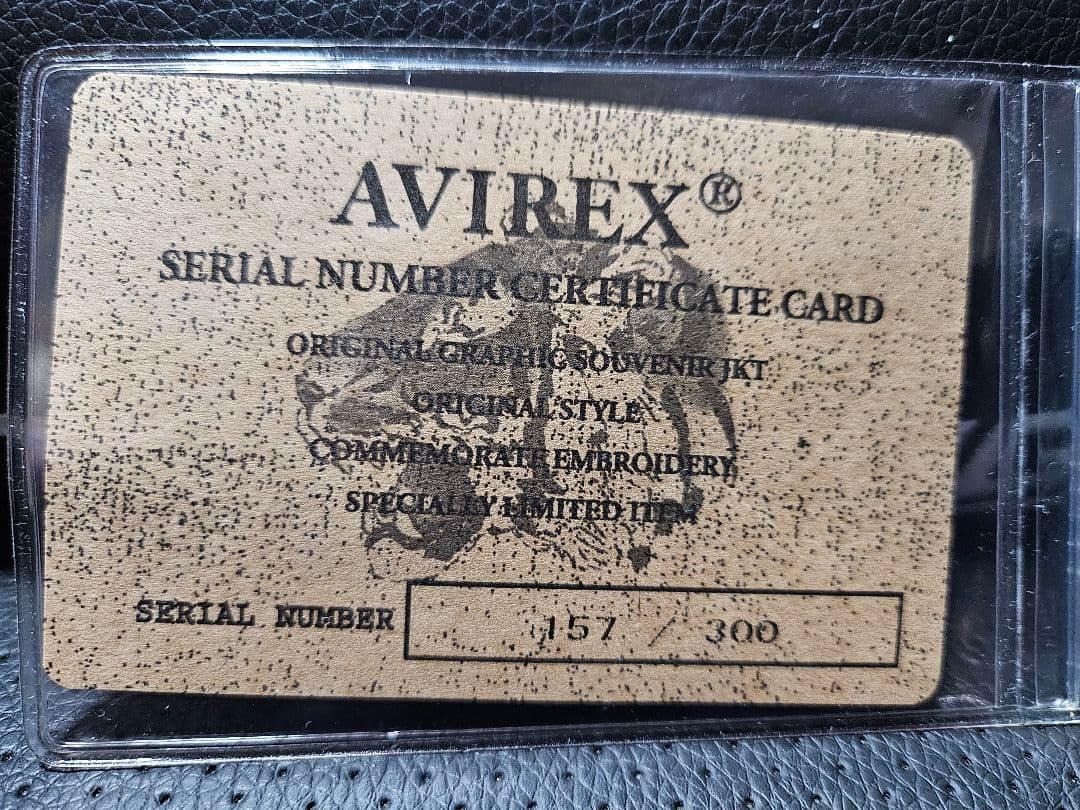 AVIREX®
SERIAL NUMBER CERTIFICATE CARD
ORIGINAL GRAPHIC SOUVENIR JKT
ORIGINAL STYLE
COMMEMORATE EMBROIDERY
SPECIALLY LIMITED ITEM
SERIAL NUMBER 157 / 300